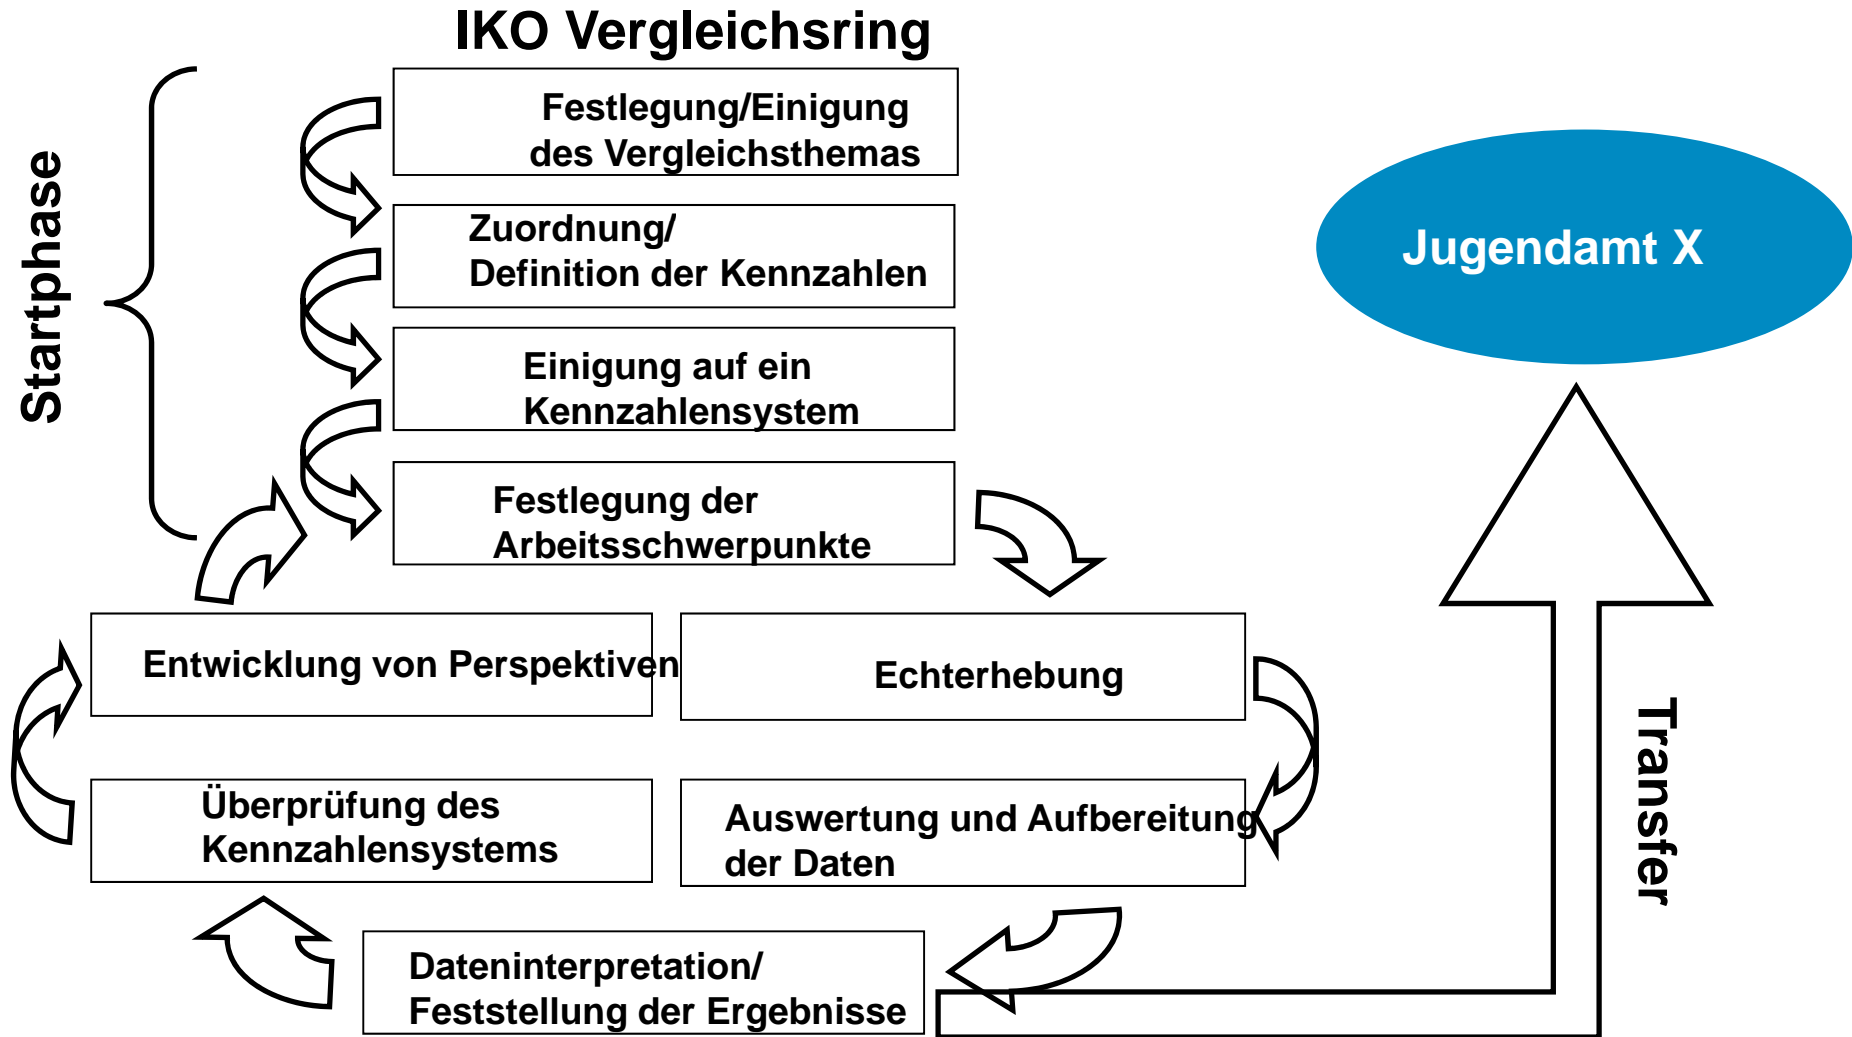 IKO Vergleichsring
Startphase
Festlegung/Einigung
des Vergleichsthemas
Zuordnung/
Definition der Kennzahlen
Einigung auf ein
Kennzahlensystem
Festlegung der
Arbeitsschwerpunkte
Jugendamt X
Entwicklung von Perspektiven
Echterhebung
Überprüfung des
Kennzahlensystems
Auswertung und Aufbereitung
der Daten
Dateninterpretation/
Feststellung der Ergebnisse
Transfer